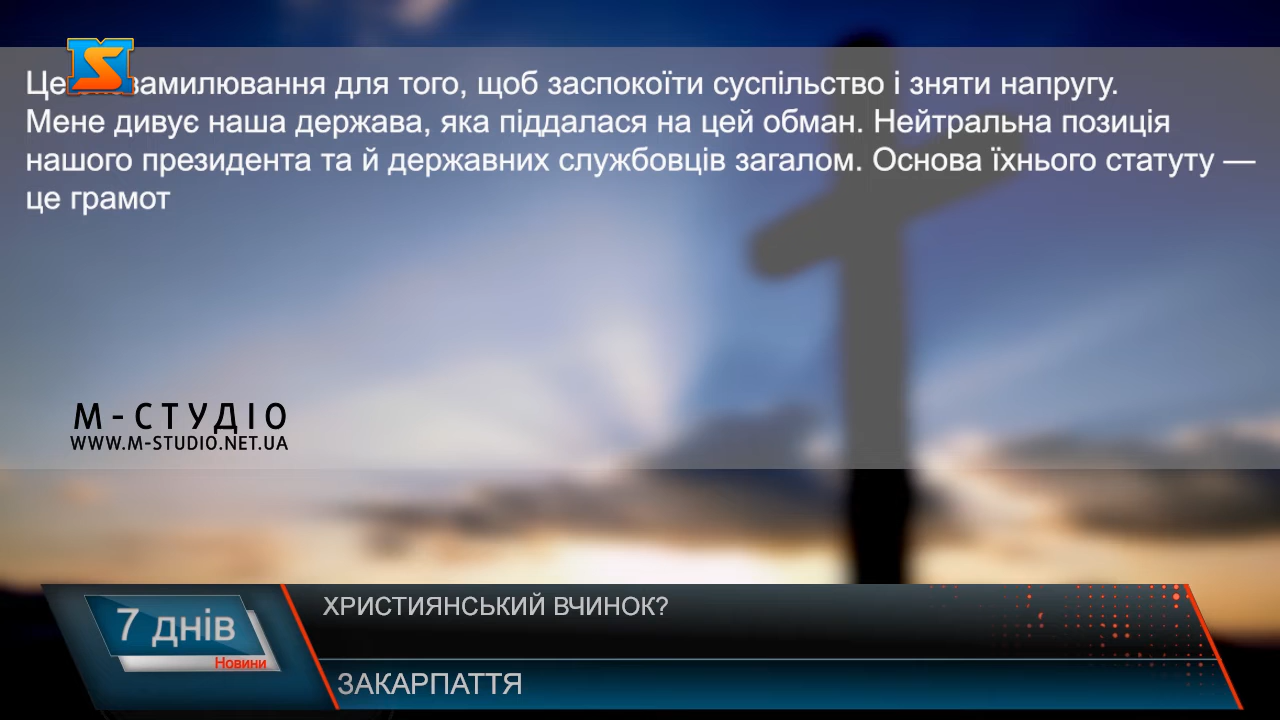 Це замилювання для того, щоб заспокоїти суспільство і зняти напругу.
Мене дивує наша держава, яка піддалася на цей обман. Нейтральна позиція
нашого президента та й державних службовців загалом. Основа їхнього статуту —
це грамот
М-СТУДІО
WWW.M-STUDIO.NET.UA
7 днів
Новини
ХРИСТИЯНСЬКИЙ ВЧИНОК?
ЗАКАРПАТТЯ